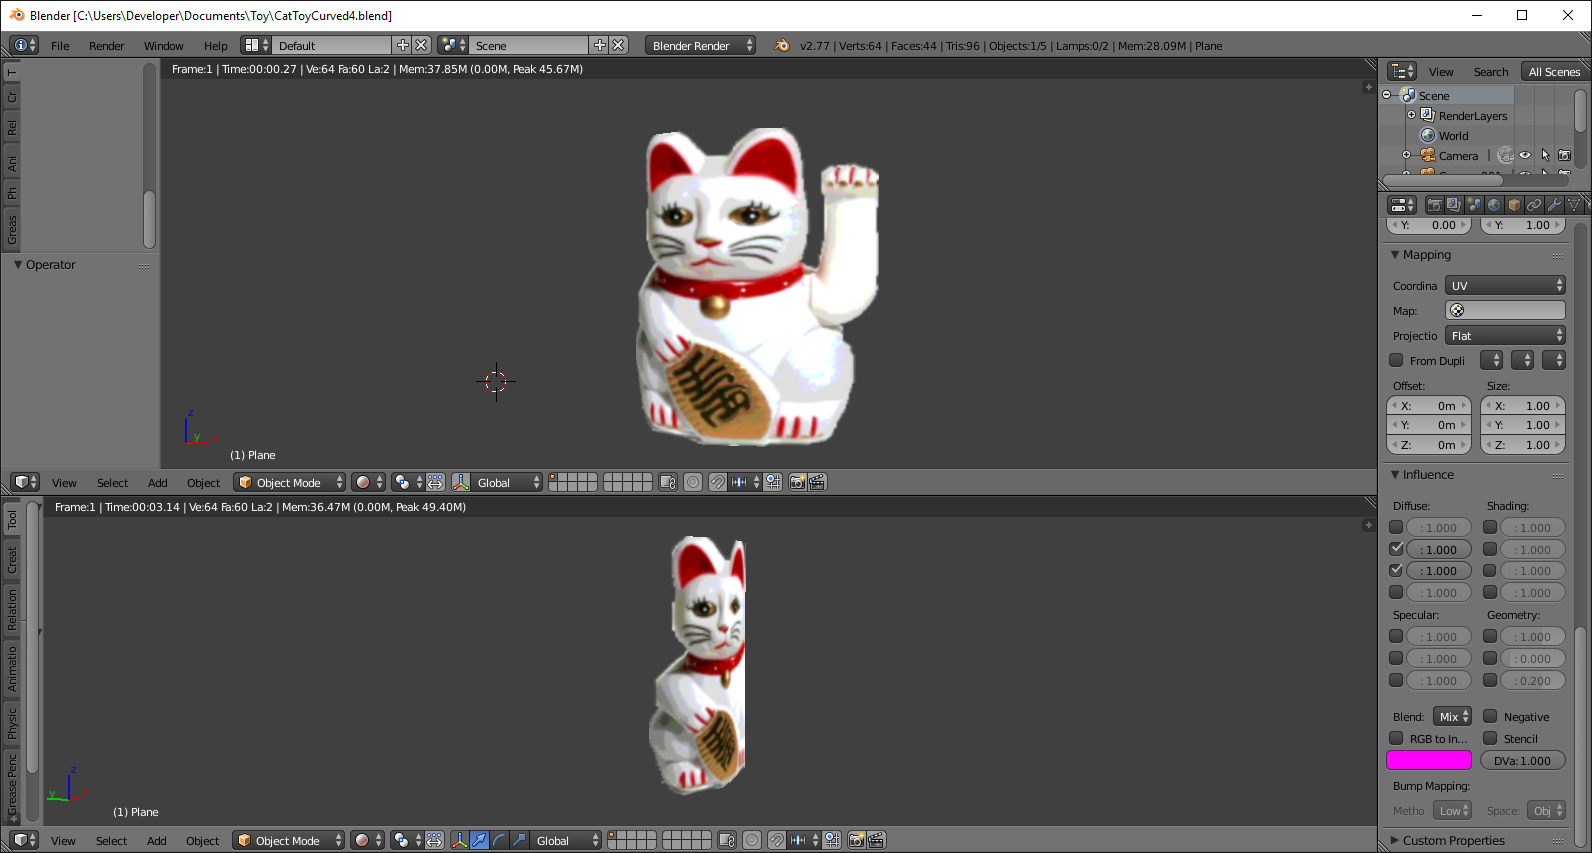 Blender [C:\Users\Developer\Documents\Toy\CatToyCurved4.blend]
File Render Window Help Default Scene Blender Render v2.77 | Verts:64 | Faces:44 | Tris:96 | Objects:1/5 | Lamps:0/2 | Mem:28.09M | Plane
Frame:1 | Time:00:00.27 | Ve:64 Fa:60 La:2 | Mem:37.85M (0.00M, Peak 45.67M)
T
Cr
Rel
Ani
Ph
Greas
Operator
z
y
x
(1) Plane
View Select Add Object Object Mode Global
Frame:1 | Time:00:03.14 | Ve:64 Fa:60 La:2 | Mem:36.47M (0.00M, Peak 49.40M)
Tool
Creat
Relation
Animatio
Physic
Grease Penc
z
y x
(1) Plane
View Select Add Object Object Mode Global
View Search All Scenes
Scene
RenderLayers
World
Camera
Y: 0.00 Y: 1.00
Mapping
Coordina UV
Map:
Projectio Flat
From Dupli
Offset: Size:
X: 0m X: 1.00
Y: 0m Y: 1.00
Z: 0m Z: 1.00
Influence
Diffuse: Shading:
: 1.000 : 1.000
: 1.000 : 1.000
: 1.000 : 1.000
: 1.000 : 1.000
Specular: Geometry:
: 1.000 : 1.000
: 1.000 : 0.000
: 1.000 : 0.200
Blend: Mix Negative
RGB to In... Stencil
DVa: 1.000
Bump Mapping:
Metho Low Space: Obj
Custom Properties